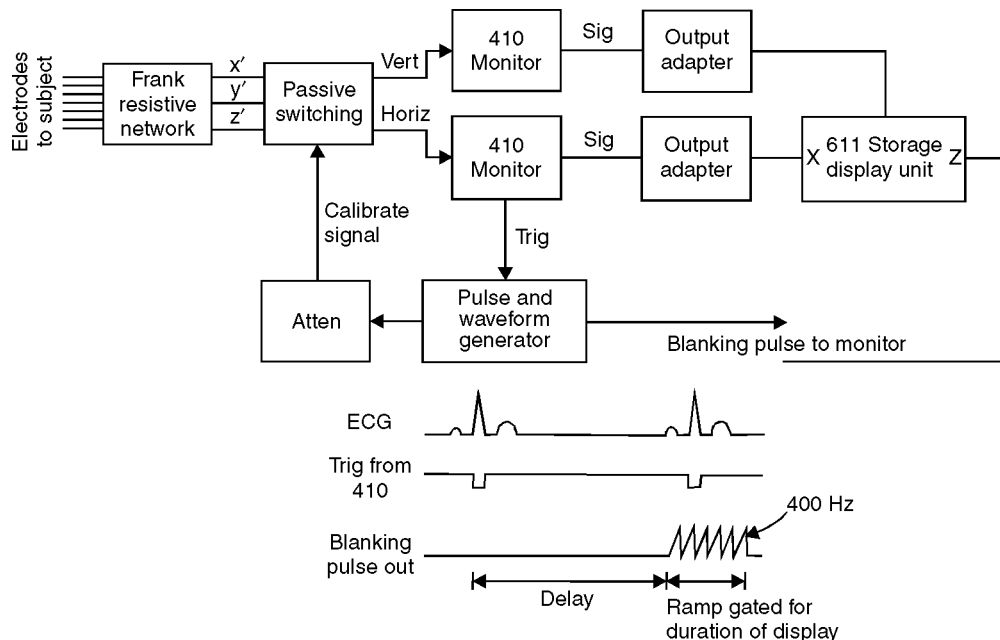 Electrodes
to subject
Frank
resistive
network
x′
y′
z′
Passive
switching
Vert
Horiz
410
Monitor
Sig
Output
adapter
410
Monitor
Sig
Output
adapter
X
611 Storage
display unit
Z
Calibrate
signal
Trig
Atten
Pulse and
waveform
generator
Blanking pulse to monitor
ECG
Trig from
410
400 Hz
Blanking
pulse out
Delay
Ramp gated for
duration of display